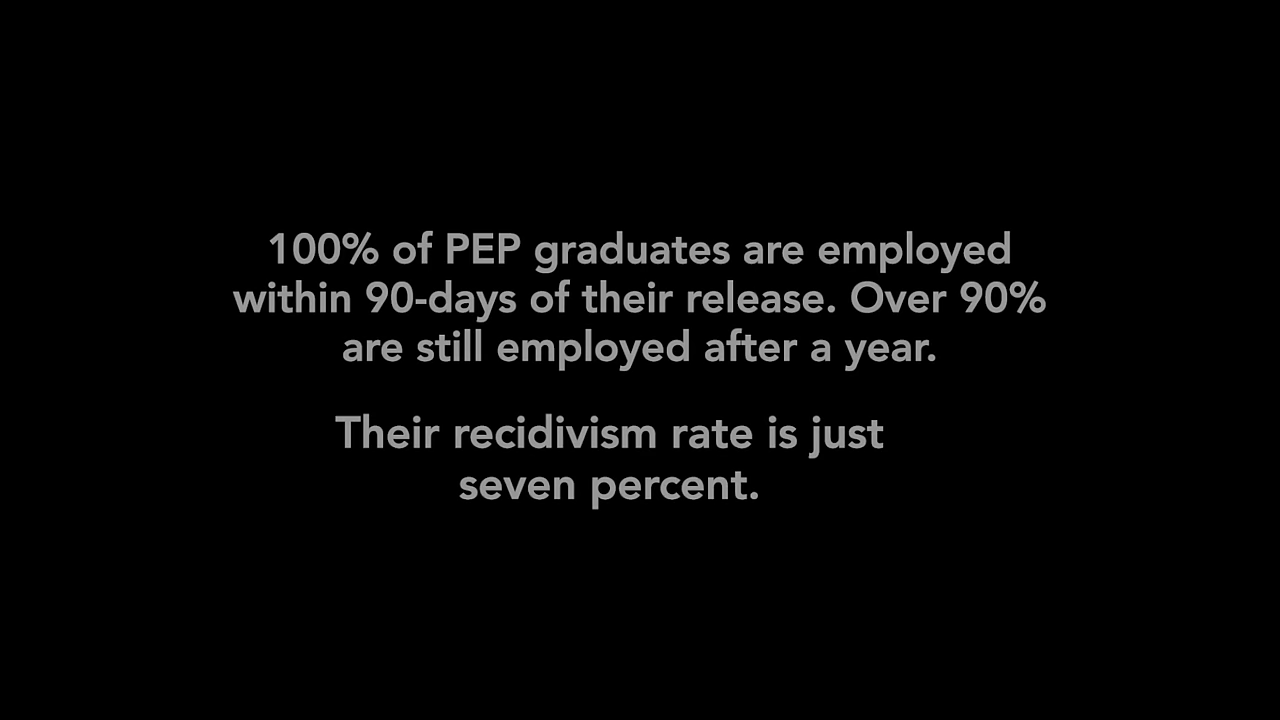 100% of PEP graduates are employed
within 90-days of their release. Over 90%
are still employed after a year.
Their recidivism rate is just
seven percent.